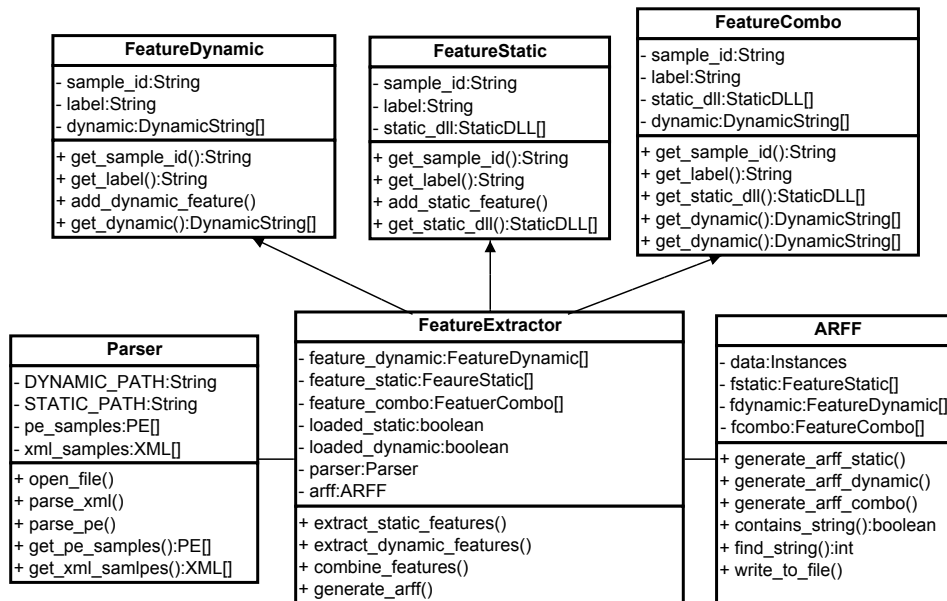 FeatureDynamic
- sample_id:String
- label:String
- dynamic:DynamicString[]
+ get_sample_id():String
+ get_label():String
+ add_dynamic_feature()
+ get_dynamic():DynamicString[]
FeatureStatic
- sample_id:String
- label:String
- static_dll:StaticDLL[]
+ get_sample_id():String
+ get_label():String
+ add_static_feature()
+ get_static_dll():StaticDLL[]
FeatureCombo
- sample_id:String
- label:String
- static_dll:StaticDLL[]
- dynamic:DynamicString[]
+ get_sample_id():String
+ get_label():String
+ get_static_dll():StaticDLL[]
+ get_dynamic():DynamicString[]
+ get_dynamic():DynamicString[]
Parser
- DYNAMIC_PATH:String
- STATIC_PATH:String
- pe_samples:PE[]
- xml_samples:XML[]
+ open_file()
+ parse_xml()
+ parse_pe()
+ get_pe_samples():PE[]
+ get_xml_samlpes():XML[]
FeatureExtractor
- feature_dynamic:FeatureDynamic[]
- feature_static:FeaureStatic[]
- feature_combo:FeatuerCombo[]
- loaded_static:boolean
- loaded_dynamic:boolean
- parser:Parser
- arff:ARFF
+ extract_static_features()
+ extract_dynamic_features()
+ combine_features()
+ generate_arff()
ARFF
- data:Instances
- fstatic:FeatureStatic[]
- fdynamic:FeatureDynamic[]
- fcombo:FeatureCombo[]
+ generate_arff_static()
+ generate_arff_dynamic()
+ generate_arff_combo()
+ contains_string():boolean
+ find_string():int
+ write_to_file()